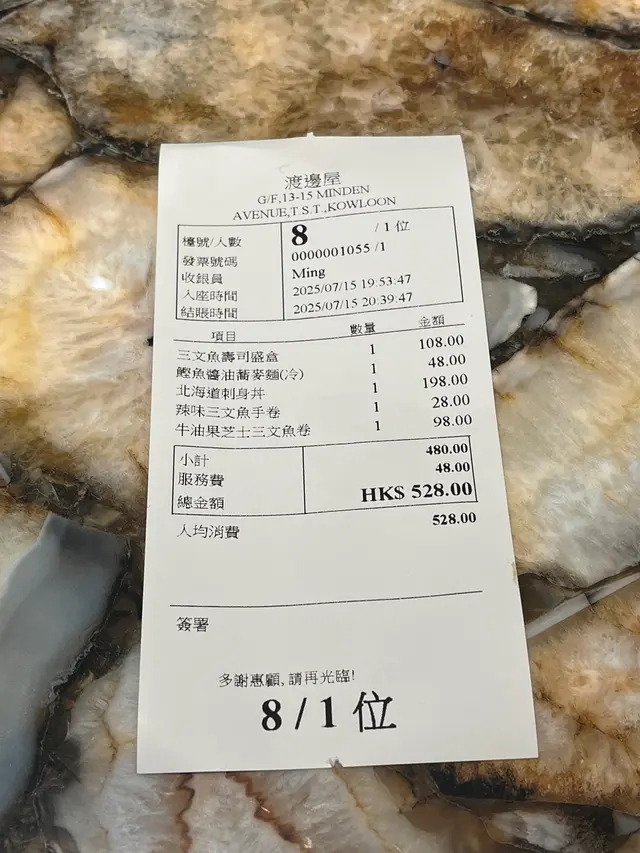 渡邊屋
G/F,13-15 MINDEN
AVENUE,T.S.T.,KOWLOON
檯號/人數 8 / 1 位
發票號碼 0000001055 /1
收銀員 Ming
入座時間 2025/07/15 19:53:47
結賬時間 2025/07/15 20:39:47
項目 數量 金額
三文魚壽司盛盒 1 108.00
鰹魚醬油蕎麥麵(冷) 1 48.00
北海道刺身丼 1 198.00
辣味三文魚手卷 1 28.00
牛油果芝士三文魚卷 1 98.00
小計 480.00
服務費 48.00
總金額 HK$ 528.00
人均消費 528.00
簽署
多謝惠顧,請再光臨!
8 / 1 位